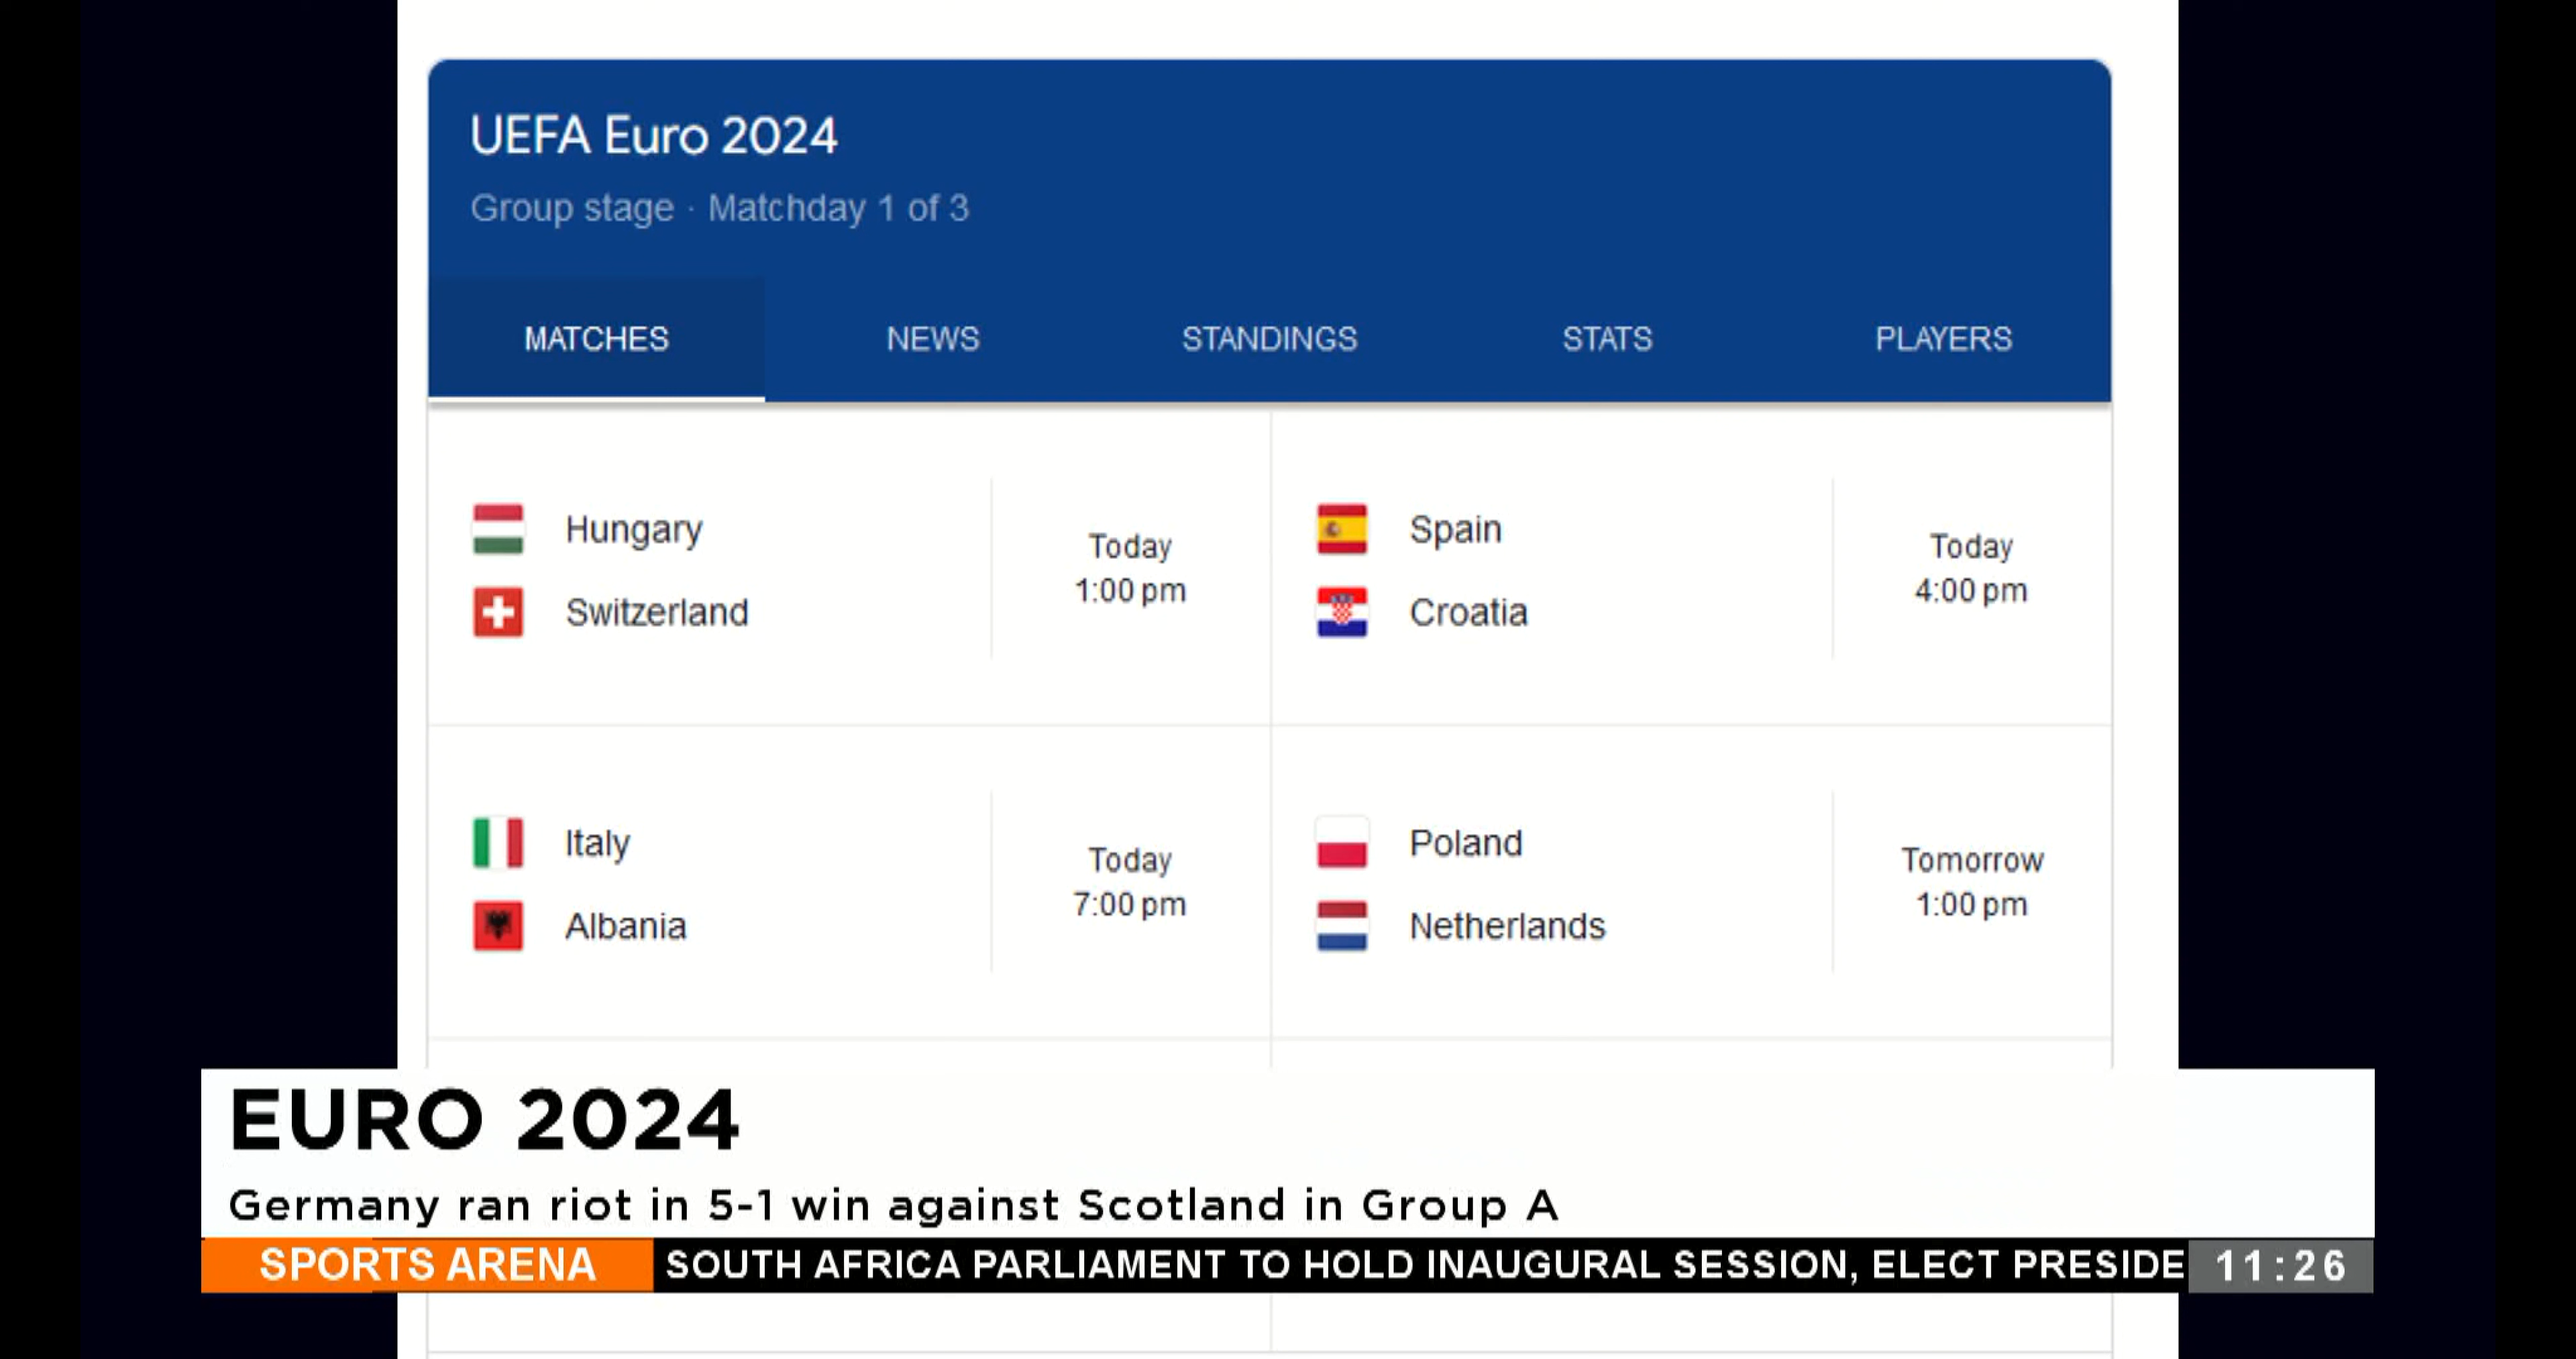 UEFA Euro 2024
Group stage · Matchday 1 of 3
MATCHES
NEWS
STANDINGS
STATS
PLAYERS
Hungary
Switzerland
Today
1:00 pm
Spain
Croatia
Today
4:00 pm
Italy
Albania
Today
7:00 pm
Poland
Netherlands
Tomorrow
1:00 pm
EURO 2024
Germany ran riot in 5-1 win against Scotland in Group A
SPORTS ARENA
SOUTH AFRICA PARLIAMENT TO HOLD INAUGURAL SESSION, ELECT PRESIDE
11:26